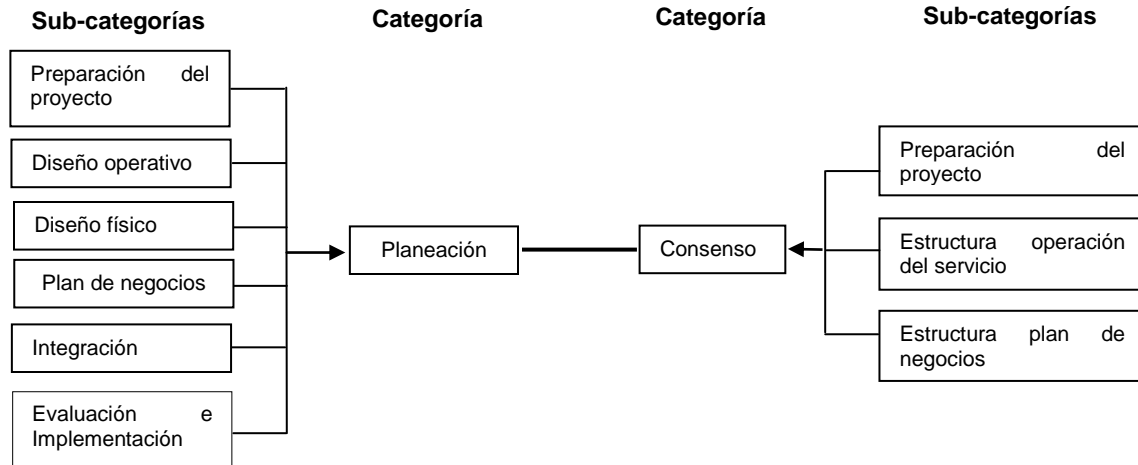 Sub-categorías
Categoría
Categoría
Sub-categorías
Preparación del
proyecto
Diseño operativo
Diseño físico
Plan de negocios
Integración
Evaluación e
Implementación
Planeación
Consenso
Preparación del
proyecto
Estructura operación
del servicio
Estructura plan de
negocios